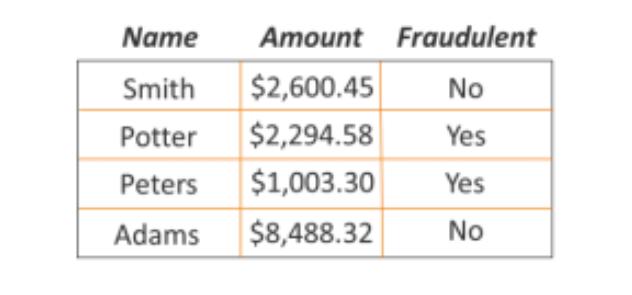 Name Amount Fraudulent
Smith $2,600.45 No
Potter $2,294.58 Yes
Peters $1,003.30 Yes
Adams $8,488.32 No